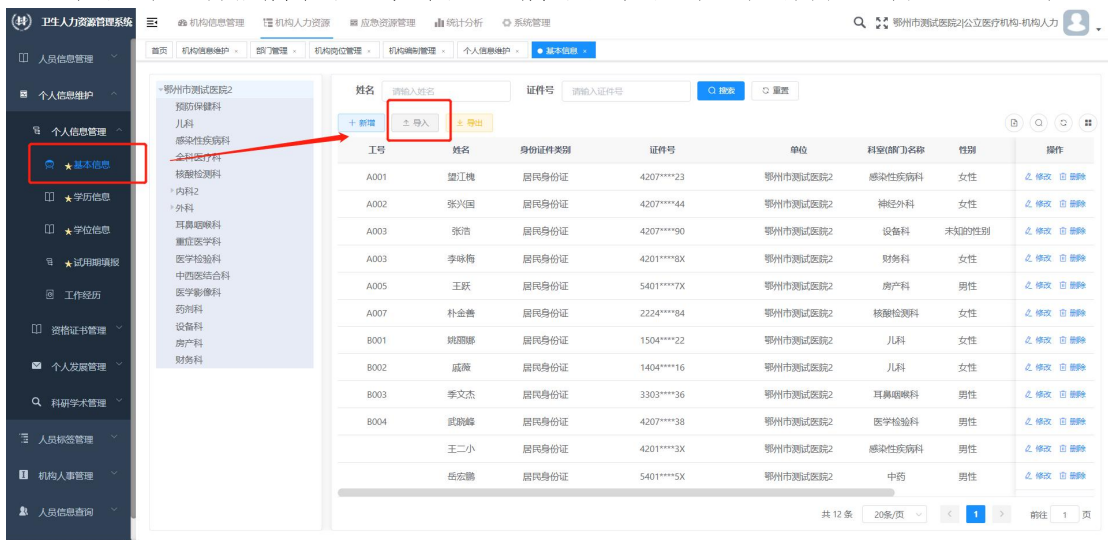 卫生人力资源管理系统 机构信息管理 机构人力资源 应急资源管理 统计分析 系统管理 鄂州市测试医院2|公立医疗机构-机构人力
首页 机构信息维护 × 部门管理 × 机构岗位管理 × 机构编制管理 × 个人信息维护 × 基本信息 ×
人员信息管理
个人信息维护
个人信息管理
★基本信息
★学历信息
★学位信息
★试用期填报
工作经历
资格证书管理
个人发展管理
科研学术管理
人员标签管理
机构人事管理
人员信息查询
鄂州市测试医院2
预防保健科
儿科
感染性疾病科
全科医疗科
核酸检测科
内科2
外科
耳鼻咽喉科
重症医学科
医学检验科
中西医结合科
医学影像科
药剂科
设备科
房产科
财务科
姓名 请输入姓名 证件号 请输入证件号 搜索 重置
+ 新增 导入 导出
工号 姓名 身份证件类别 证件号 单位 科室(部门)名称 性别 操作
A001 望江槐 居民身份证 4207****23 鄂州市测试医院2 感染性疾病科 女性 修改 删除
A002 张兴国 居民身份证 4207****44 鄂州市测试医院2 神经外科 女性 修改 删除
A003 张浩 居民身份证 4207****90 鄂州市测试医院2 设备科 未知的性别 修改 删除
A003 李咏梅 居民身份证 4201****8X 鄂州市测试医院2 财务科 女性 修改 删除
A005 王跃 居民身份证 5401****7X 鄂州市测试医院2 房产科 男性 修改 删除
A007 朴金善 居民身份证 2224****84 鄂州市测试医院2 核酸检测科 女性 修改 删除
B001 姚丽娜 居民身份证 1504****22 鄂州市测试医院2 儿科 女性 修改 删除
B002 戚薇 居民身份证 1404****16 鄂州市测试医院2 儿科 女性 修改 删除
B003 季文杰 居民身份证 3303****36 鄂州市测试医院2 耳鼻咽喉科 男性 修改 删除
B004 武晓峰 居民身份证 4207****38 鄂州市测试医院2 医学检验科 男性 修改 删除
王二小 居民身份证 4201****3X 鄂州市测试医院2 感染性疾病科 男性 修改 删除
岳宏鹏 居民身份证 5401****5X 鄂州市测试医院2 中药 男性 修改 删除
共 12 条 20条/页 < 1 > 前往 1 页